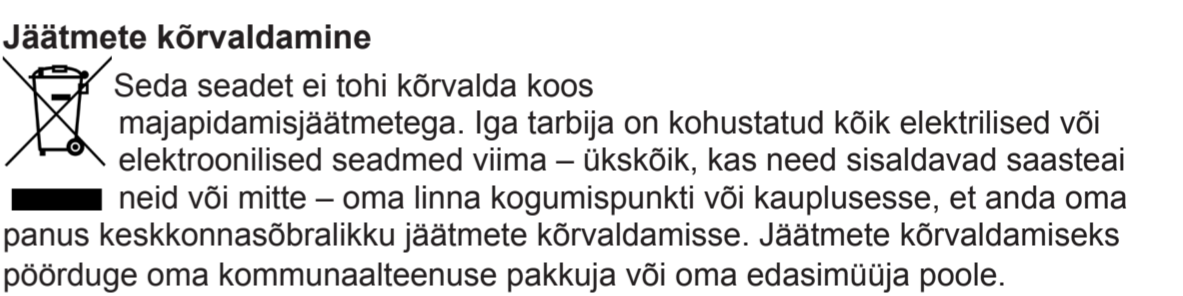 Jäätmete kõrvaldamine
Seda seadet ei tohi kõrvalda koos
majapidamisjäätmetega. Iga tarbija on kohustatud kõik elektrilised või
elektroonilised seadmed viima – ükskõik, kas need sisaldavad saasteai
neid või mitte – oma linna kogumispunkti või kauplusesse, et anda oma
panus keskkonnasõbralikku jäätmete kõrvaldamisse. Jäätmete kõrvaldamiseks
pöörduge oma kommunaalteenuse pakkuja või oma edasimüüja poole.